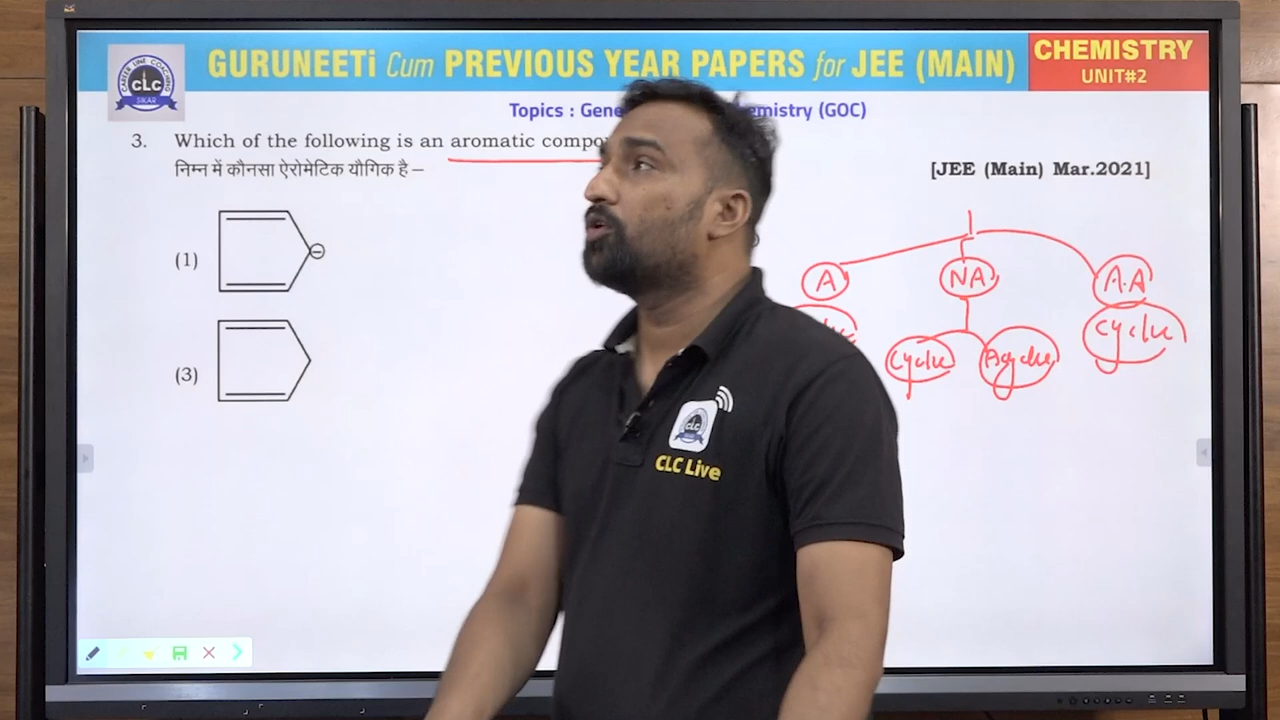 GURUNEETi Cum PREVIOUS YEAR PAPERS for JEE (MAIN)
CHEMISTRY
UNIT#2
CLC
SIKAR
Topics : Gene emistry (GOC)
3. Which of the following is an aromatic compo
निम्न में कौनसा ऐरोमेटिक यौगिक है –
[JEE (Main) Mar.2021]
(1)
(3)
A
NA
A.A
Cyclic
Acyclic
Cyclic
CLC
CLC Live